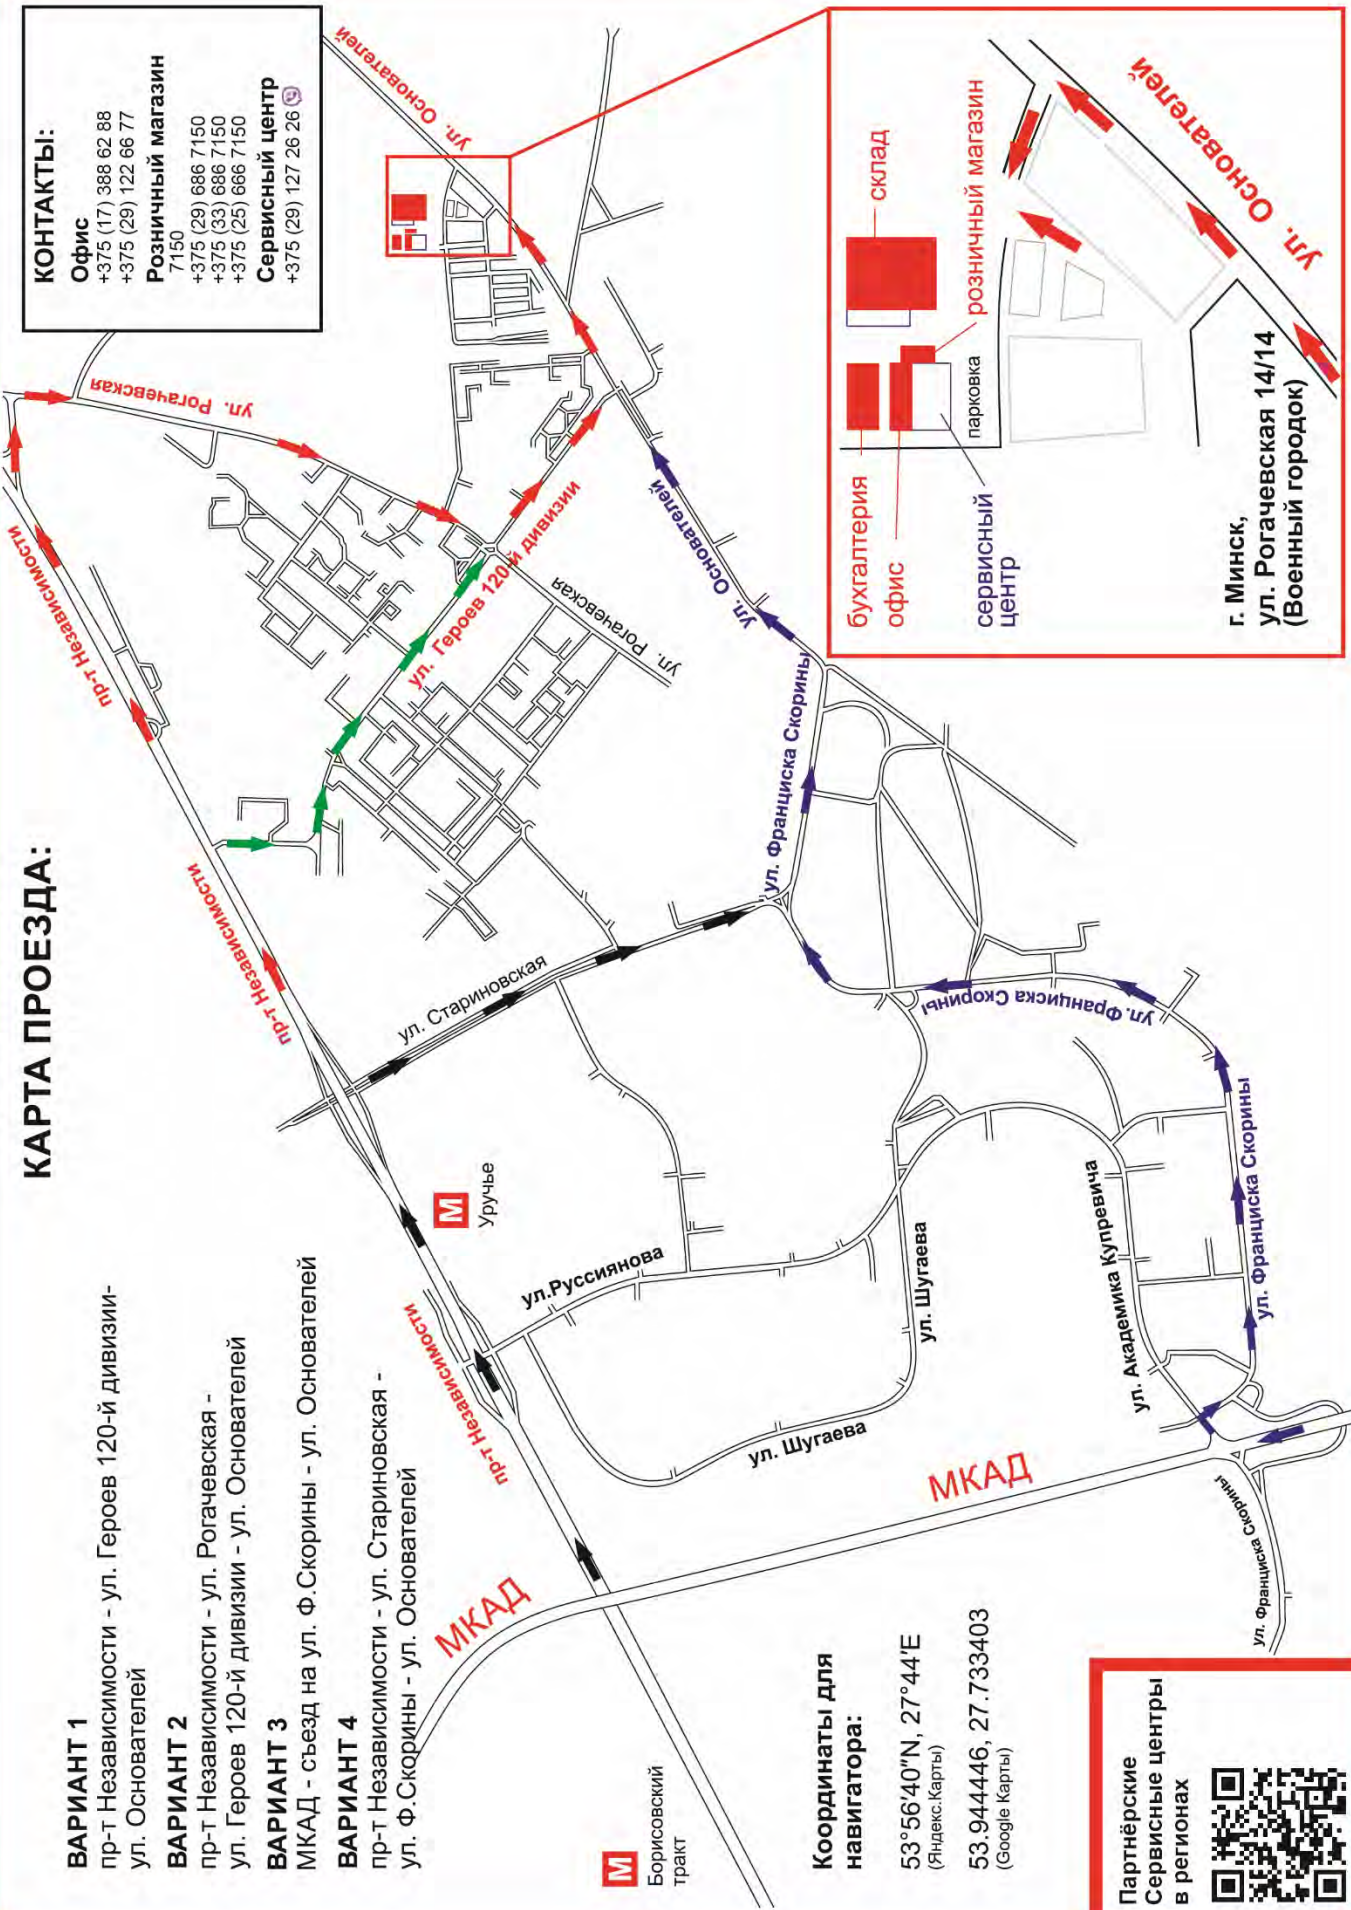 КАРТА ПРОЕЗДА:
ВАРИАНТ 1
пр-т Независимости - ул. Героев 120-й дивизии-
ул. Основателей
ВАРИАНТ 2
пр-т Независимости - ул. Рогачевская -
ул. Героев 120-й дивизии - ул. Основателей
ВАРИАНТ 3
МКАД - съезд на ул. Ф.Скорины - ул. Основателей
ВАРИАНТ 4
пр-т Независимости - ул. Стариновская -
ул. Ф.Скорины - ул. Основателей
КОНТАКТЫ:
Офис
+375 (17) 388 62 88
+375 (29) 122 66 77
Розничный магазин
7150
+375 (29) 686 7150
+375 (33) 686 7150
+375 (25) 666 7150
Сервисный центр
+375 (29) 127 26 26
пр-т Независимости
пр-т Независимости
пр-т Независимости
пр-т Независимости
ул. Рогачевская
ул. Основателей
ул. Героев 120-й дивизии
ул. Рогачевская
ул. Стариновская
М
Уручье
ул.Руссиянова
ул. Основателей
ул. Франциска Скорины
ул.Франциска Скорины
ул. Шугаева
ул. Шугаева
ул. Академика Купревича
ул. Франциска Скорины
МКАД
МКАД
ул. Франциска Скорины
М
Борисовский
тракт
Координаты для
навигатора:
53°56'40"N, 27°44'E
(Яндекс.Карты)
53.944446, 27.733403
(Google Карты)
бухгалтерия
офис
сервисный
центр
склад
розничный магазин
парковка
ул. Основателей
г. Минск,
ул. Рогачевская 14/14
(Военный городок)
Партнёрские
Сервисные центры
в регионах